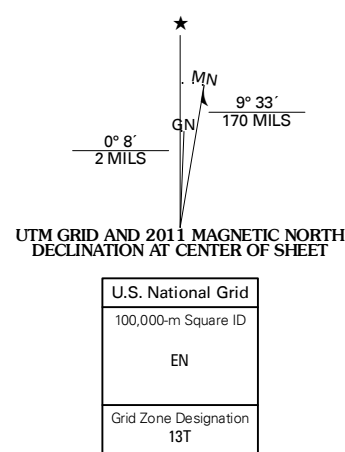 ★
MN
9° 33´
170 MILS
GN
0° 8´
2 MILS
UTM GRID AND 2011 MAGNETIC NORTH
DECLINATION AT CENTER OF SHEET
U.S. National Grid
100,000-m Square ID
EN
Grid Zone Designation
13T